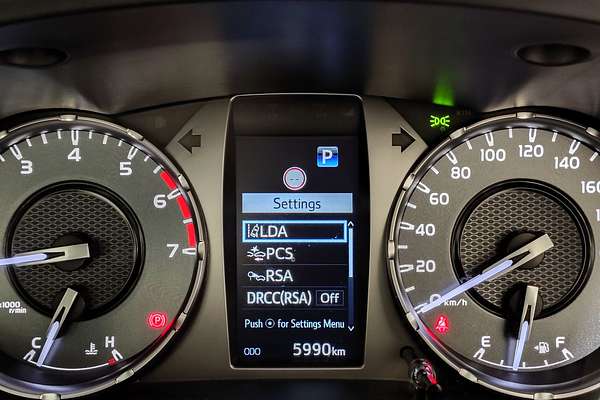 P
Settings
LDA
PCS
RSA
DRCC(RSA) Off
Push for Settings Menu
ODO 5990km
3 4 5 6 7
x1000
r/min
C H
(P)
0 20 40 60 80 100 120 140 160
km/h
E F